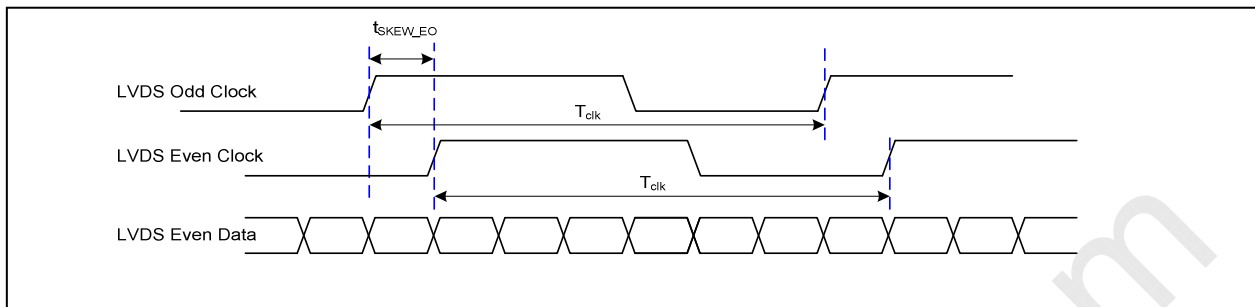 tSKEW_EO
LVDS Odd Clock
Tclk
LVDS Even Clock
Tclk
LVDS Even Data
m